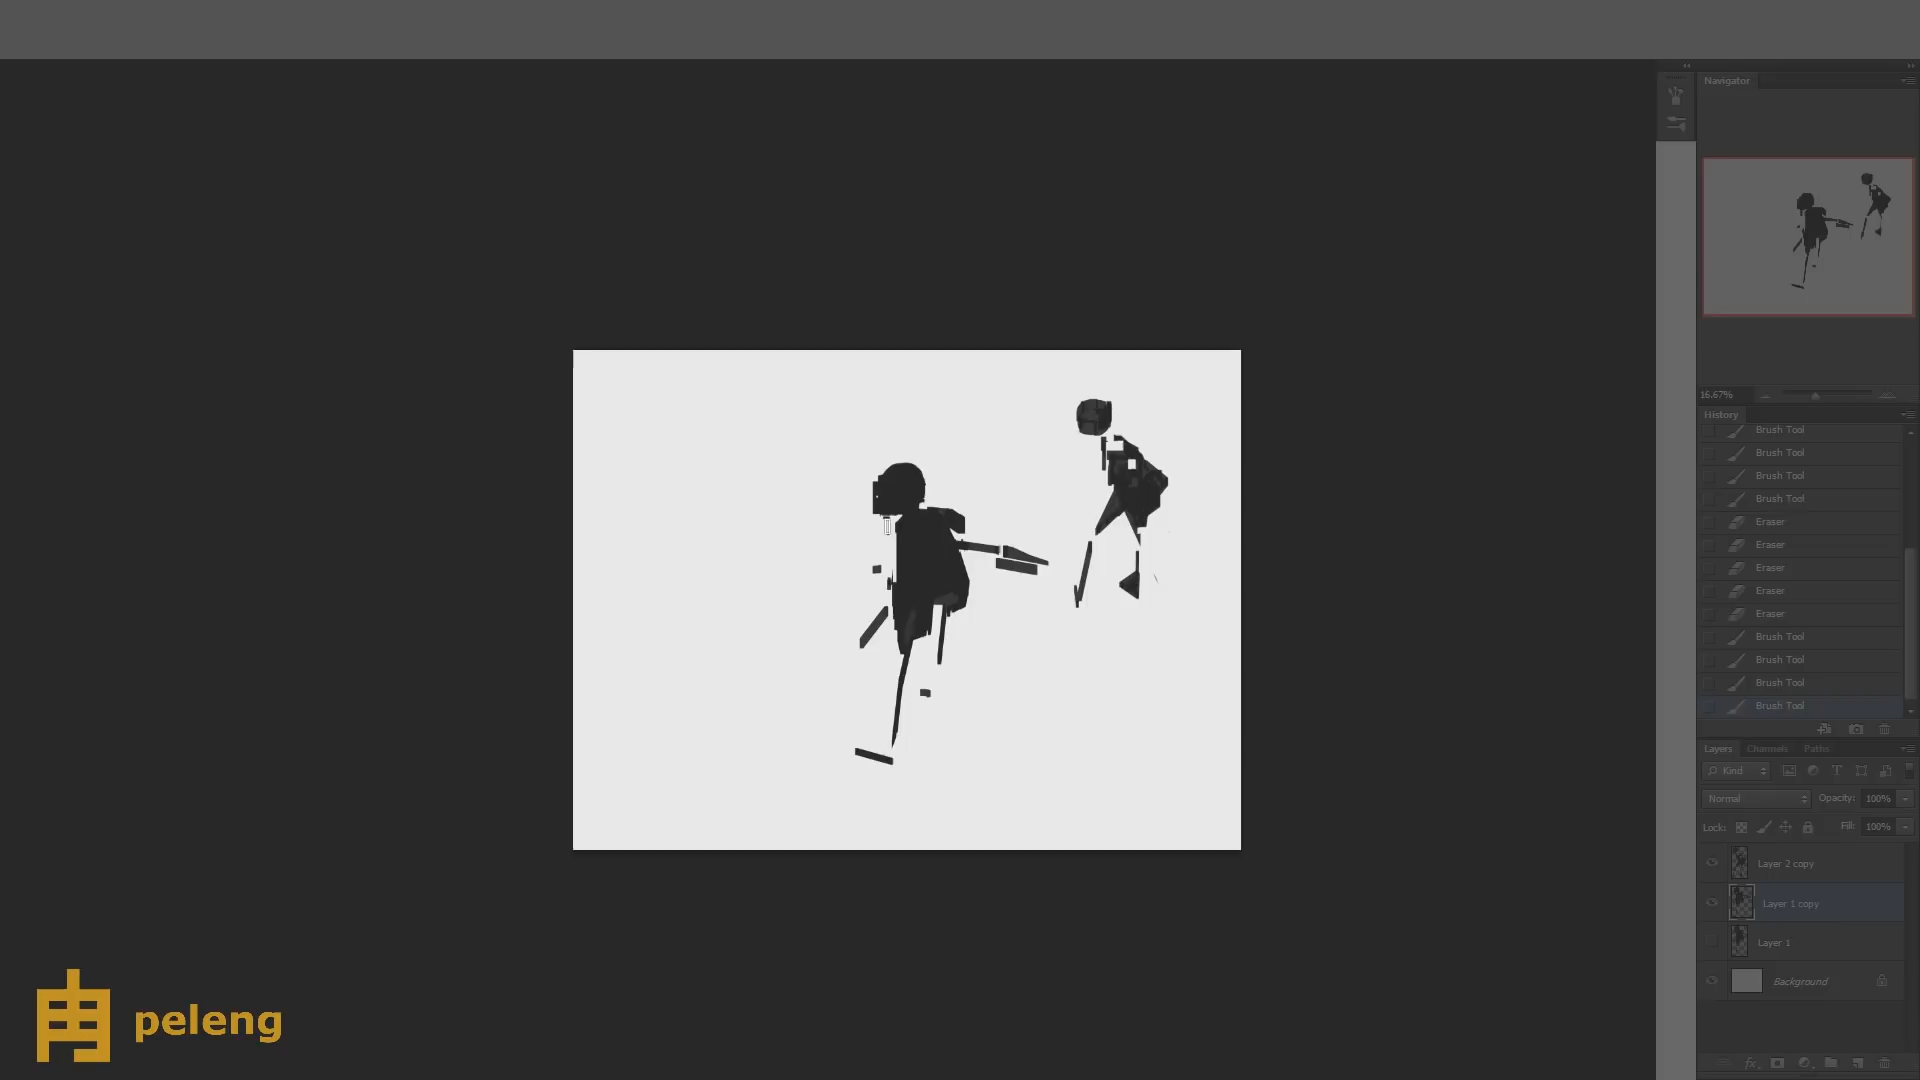 Navigator
16.67%
History
Brush Tool
Brush Tool
Brush Tool
Brush Tool
Eraser
Eraser
Eraser
Eraser
Eraser
Brush Tool
Brush Tool
Brush Tool
Brush Tool
Layers Channels Paths
Kind
Normal Opacity: 100%
Lock: Fill: 100%
Layer 2 copy
Layer 1 copy
Layer 1
Background
fx
peleng